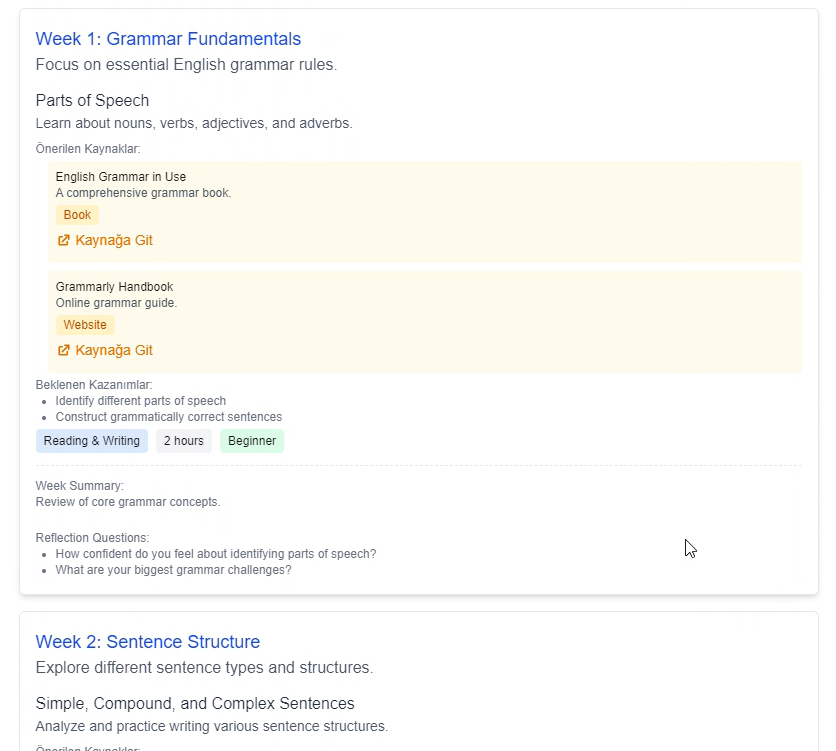 Week 1: Grammar Fundamentals
Focus on essential English grammar rules.
Parts of Speech
Learn about nouns, verbs, adjectives, and adverbs.
Önerilen Kaynaklar:
English Grammar in Use
A comprehensive grammar book.
Book
Kaynağa Git
Grammarly Handbook
Online grammar guide.
Website
Kaynağa Git
Beklenen Kazanımlar:
• Identify different parts of speech
• Construct grammatically correct sentences
Reading & Writing 2 hours Beginner
Week Summary:
Review of core grammar concepts.
Reflection Questions:
• How confident do you feel about identifying parts of speech?
• What are your biggest grammar challenges?
Week 2: Sentence Structure
Explore different sentence types and structures.
Simple, Compound, and Complex Sentences
Analyze and practice writing various sentence structures.
Önerilen Kaynaklar: